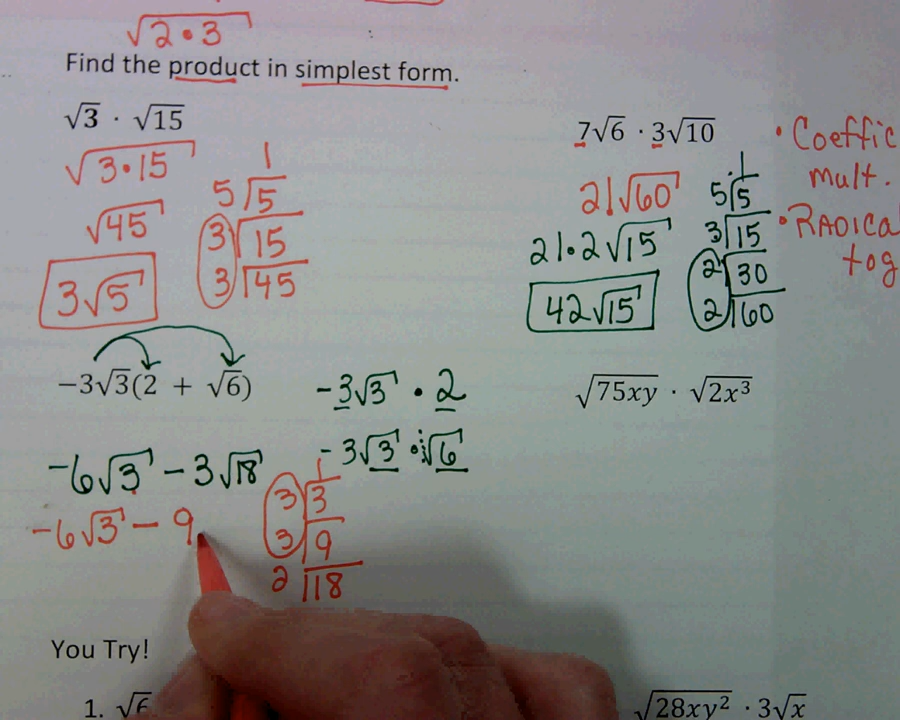 √2•3
Find the product in simplest form.
√3 · √15
√3•15
√45
3√5
1
5√5
3√15
3√45
7√6 · 3√10
21√60
21•2√15
42√15
1
5√5
3√15
2√30
2√60
• Coeffic
mult.
• RADICA
tog
−3√3(2 + √6)
-3√3 • 2
-3√3 • 1√6
-6√3 - 3√18
-6√3 - 9
1
3√3
3√9
2√18
√75xy · √2x³
You Try!
1. √6
√28xy² · 3√x